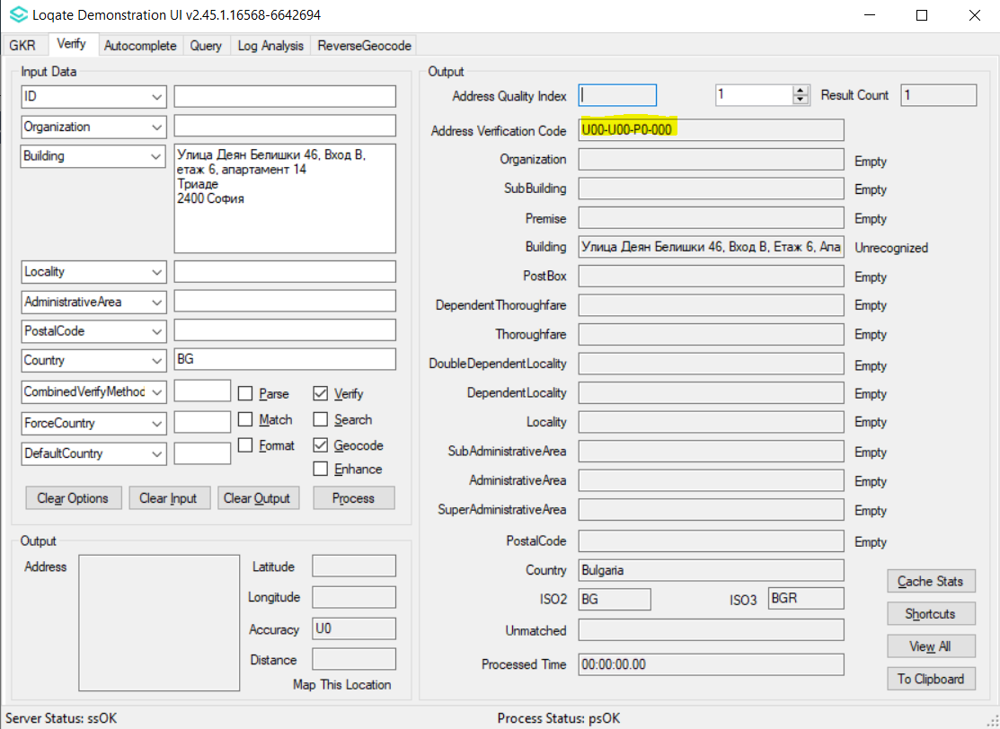 Loqate Demonstration UI v2.45.1.16568-6642694
GKR Verify Autocomplete Query Log Analysis ReverseGeocode
Input Data
ID
Organization
Building
Улица Деян Белишки 46, Вход В,
етаж 6, апартамент 14
Триаде
2400 София
Locality
AdministrativeArea
PostalCode
Country BG
CombinedVerifyMethod
ForceCountry
DefaultCountry
Parse Verify
Match Search
Format Geocode
Enhance
Clear Options Clear Input Clear Output Process
Output
Address
Latitude
Longitude
Accuracy U0
Distance
Map This Location
Output
Address Quality Index 1 Result Count 1
Address Verification Code U00-U00-P0-000
Organization Empty
SubBuilding Empty
Premise Empty
Building Улица Деян Белишки 46, Вход В, Етаж 6, Апа Unrecognized
PostBox Empty
DependentThoroughfare Empty
Thoroughfare Empty
DoubleDependentLocality Empty
DependentLocality Empty
Locality Empty
SubAdministrativeArea Empty
AdministrativeArea Empty
SuperAdministrativeArea Empty
PostalCode Empty
Country Bulgaria
ISO2 BG ISO3 BGR
Unmatched
Processed Time 00:00:00.00
Cache Stats
Shortcuts
View All
To Clipboard
Server Status: ssOK Process Status: psOK